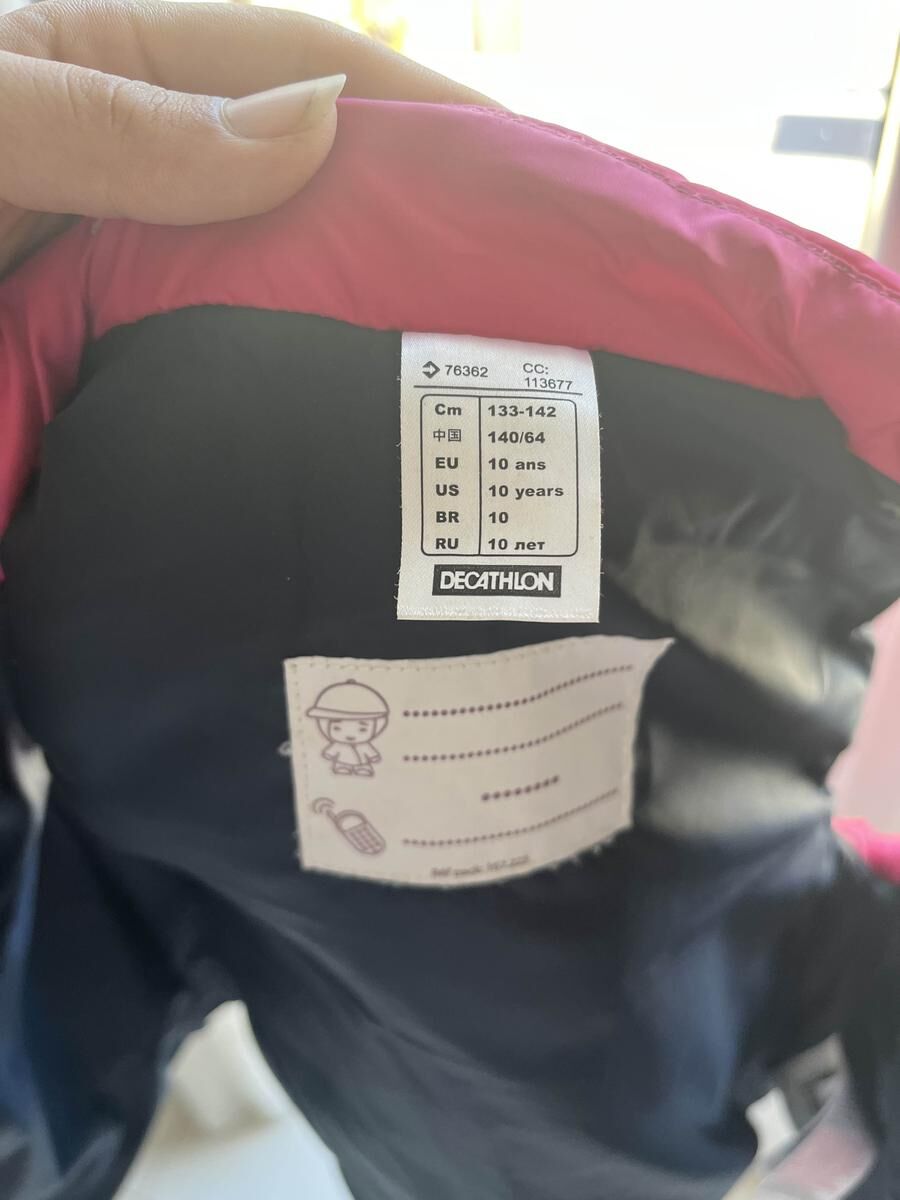 76362 CC:
113677
Cm 133-142
中国 140/64
EU 10 ans
US 10 years
BR 10
RU 10 лет
DECATHLON